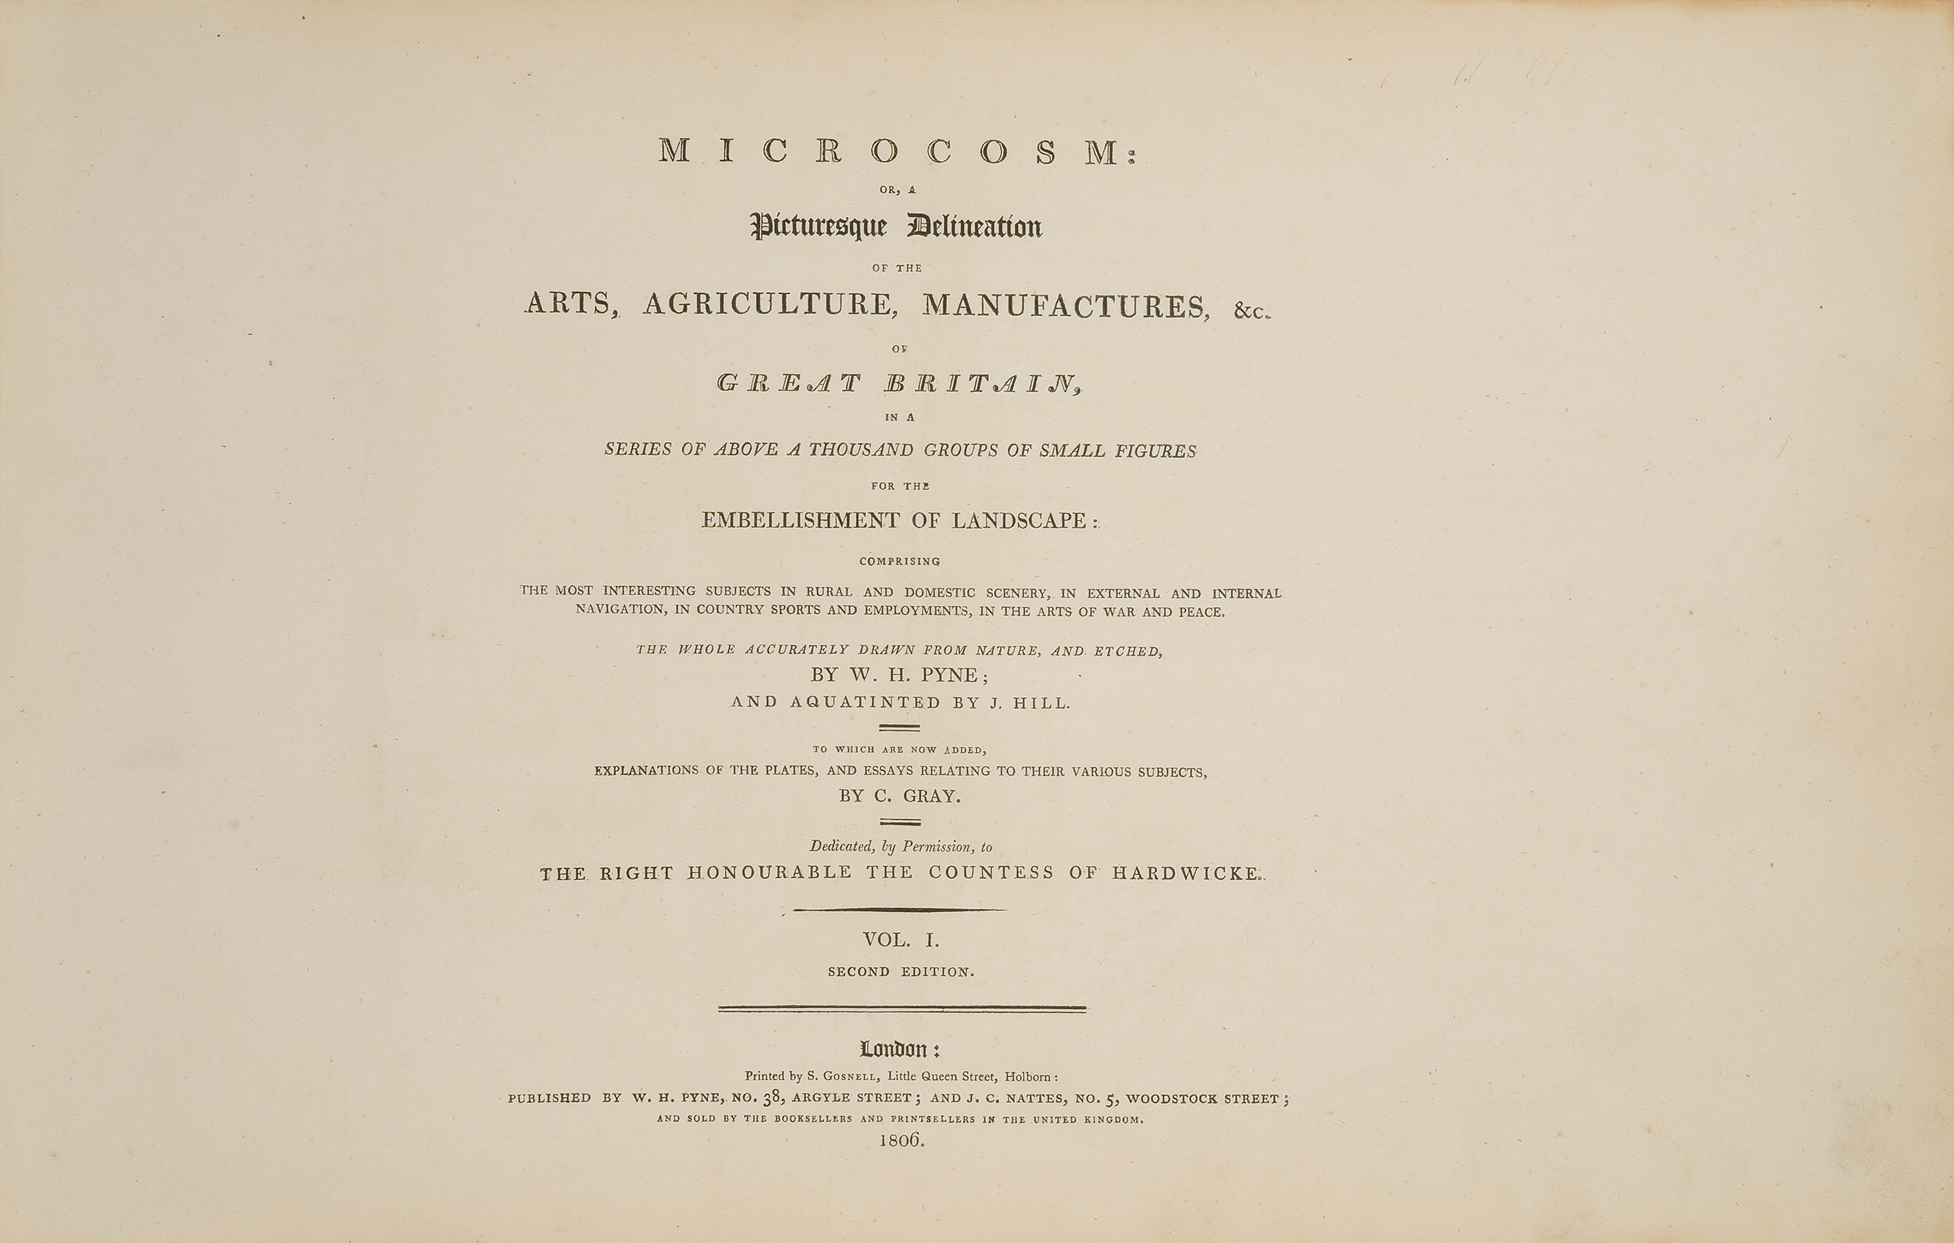 MICROCOSM:
OR, A
Picturesque Delineation
OF THE
ARTS, AGRICULTURE, MANUFACTURES, &c.
OF
GREAT BRITAIN,
IN A
SERIES OF ABOVE A THOUSAND GROUPS OF SMALL FIGURES
FOR THE
EMBELLISHMENT OF LANDSCAPE:
COMPRISING
THE MOST INTERESTING SUBJECTS IN RURAL AND DOMESTIC SCENERY, IN EXTERNAL AND INTERNAL
NAVIGATION, IN COUNTRY SPORTS AND EMPLOYMENTS, IN THE ARTS OF WAR AND PEACE.
THE WHOLE ACCURATELY DRAWN FROM NATURE, AND ETCHED,
BY W. H. PYNE;
AND AQUATINTED BY J. HILL.
TO WHICH ARE NOW ADDED,
EXPLANATIONS OF THE PLATES, AND ESSAYS RELATING TO THEIR VARIOUS SUBJECTS,
BY C. GRAY.
Dedicated, by Permission, to
THE RIGHT HONOURABLE THE COUNTESS OF HARDWICKE.
VOL. I.
SECOND EDITION.
London:
Printed by S. GOSNELL, Little Queen Street, Holborn:
PUBLISHED BY W. H. PYNE, NO. 38, ARGYLE STREET; AND J. C. NATTES, NO. 5, WOODSTOCK STREET;
AND SOLD BY THE BOOKSELLERS AND PRINTSELLERS IN THE UNITED KINGDOM.
1806.